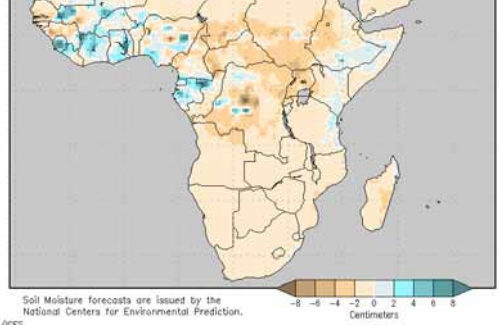 Soil Moisture forecasts are issued by the
National Centers for Environmental Prediction.
-8 -6 -4 -2 0 2 4 6 8
Centimeters